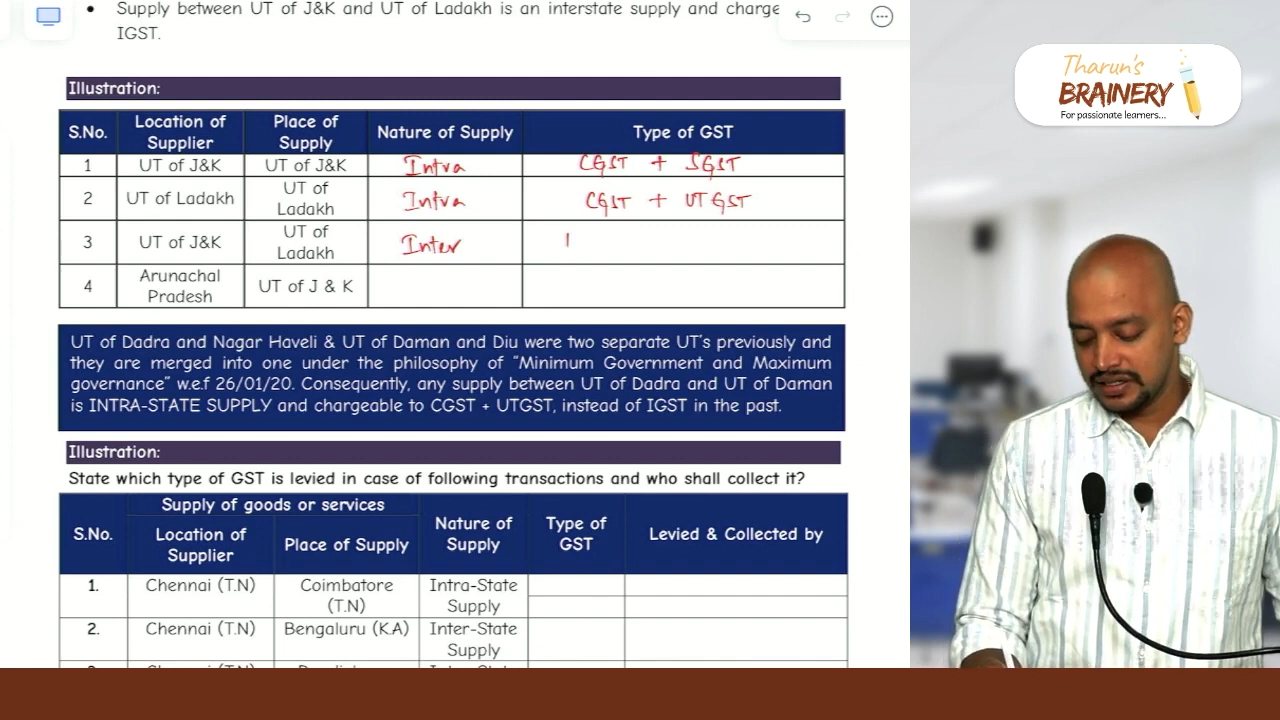 Supply between UT of J&K and UT of Ladakh is an interstate supply and charge
IGST.
Tharun's
BRAINERY
For passionate learners...
Illustration:
S.No. Location of Supplier Place of Supply Nature of Supply Type of GST
1 UT of J&K UT of J&K Intra CGST + SGST
2 UT of Ladakh UT of Ladakh Intra CGST + UTGST
3 UT of J&K UT of Ladakh Inter I
4 Arunachal Pradesh UT of J & K
UT of Dadra and Nagar Haveli & UT of Daman and Diu were two separate UT's previously and
they are merged into one under the philosophy of "Minimum Government and Maximum
governance" w.e.f 26/01/20. Consequently, any supply between UT of Dadra and UT of Daman
is INTRA-STATE SUPPLY and chargeable to CGST + UTGST, instead of IGST in the past.
Illustration:
State which type of GST is levied in case of following transactions and who shall collect it?
S.No. Supply of goods or services Nature of Supply Type of GST Levied & Collected by
Location of Supplier Place of Supply
1. Chennai (T.N) Coimbatore (T.N) Intra-State Supply
2. Chennai (T.N) Bengaluru (KA) Inter-State Supply